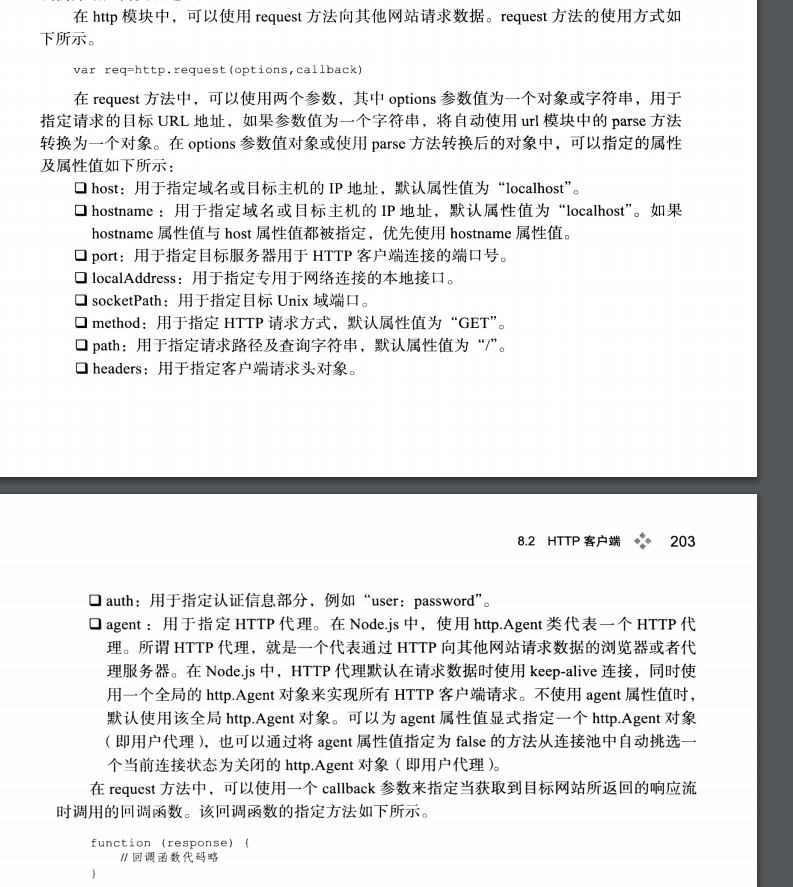 在 http 模块中，可以使用 request 方法向其他网站请求数据。request 方法的使用方式如
下所示。
var req=http.request(options,callback)
在 request 方法中，可以使用两个参数，其中 options 参数值为一个对象或字符串，用于
指定请求的目标 URL 地址，如果参数值为一个字符串，将自动使用 url 模块中的 parse 方法
转换为一个对象。在 options 参数值对象或使用 parse 方法转换后的对象中，可以指定的属性
及属性值如下所示：
❑ host：用于指定域名或目标主机的 IP 地址，默认属性值为“localhost”。
❑ hostname：用于指定域名或目标主机的 IP 地址，默认属性值为“localhost”。如果
hostname 属性值与 host 属性值都被指定，优先使用 hostname 属性值。
❑ port：用于指定目标服务器用于 HTTP 客户端连接的端口号。
❑ localAddress：用于指定专用于网络连接的本地接口。
❑ socketPath：用于指定目标 Unix 域端口。
❑ method：用于指定 HTTP 请求方式，默认属性值为“GET”。
❑ path：用于指定请求路径及查询字符串，默认属性值为“/”。
❑ headers：用于指定客户端请求头对象。
8.2 HTTP 客户端 203
❑ auth：用于指定认证信息部分，例如“user：password”。
❑ agent：用于指定 HTTP 代理。在 Node.js 中，使用 http.Agent 类代表一个 HTTP 代
理。所谓 HTTP 代理，就是一个代表通过 HTTP 向其他网站请求数据的浏览器或者代
理服务器。在 Node.js 中，HTTP 代理默认在请求数据时使用 keep-alive 连接，同时使
用一个全局的 http.Agent 对象来实现所有 HTTP 客户端请求。不使用 agent 属性值时，
默认使用该全局 http.Agent 对象。可以为 agent 属性值显式指定一个 http.Agent 对象
（即用户代理），也可以通过将 agent 属性值指定为 false 的方法从连接池中自动挑选一
个当前连接状态为关闭的 http.Agent 对象（即用户代理）。
在 request 方法中，可以使用一个 callback 参数来指定当获取到目标网站所返回的响应流
时调用的回调函数。该回调函数的指定方法如下所示。
function (response) {
//回调函数代码略
}